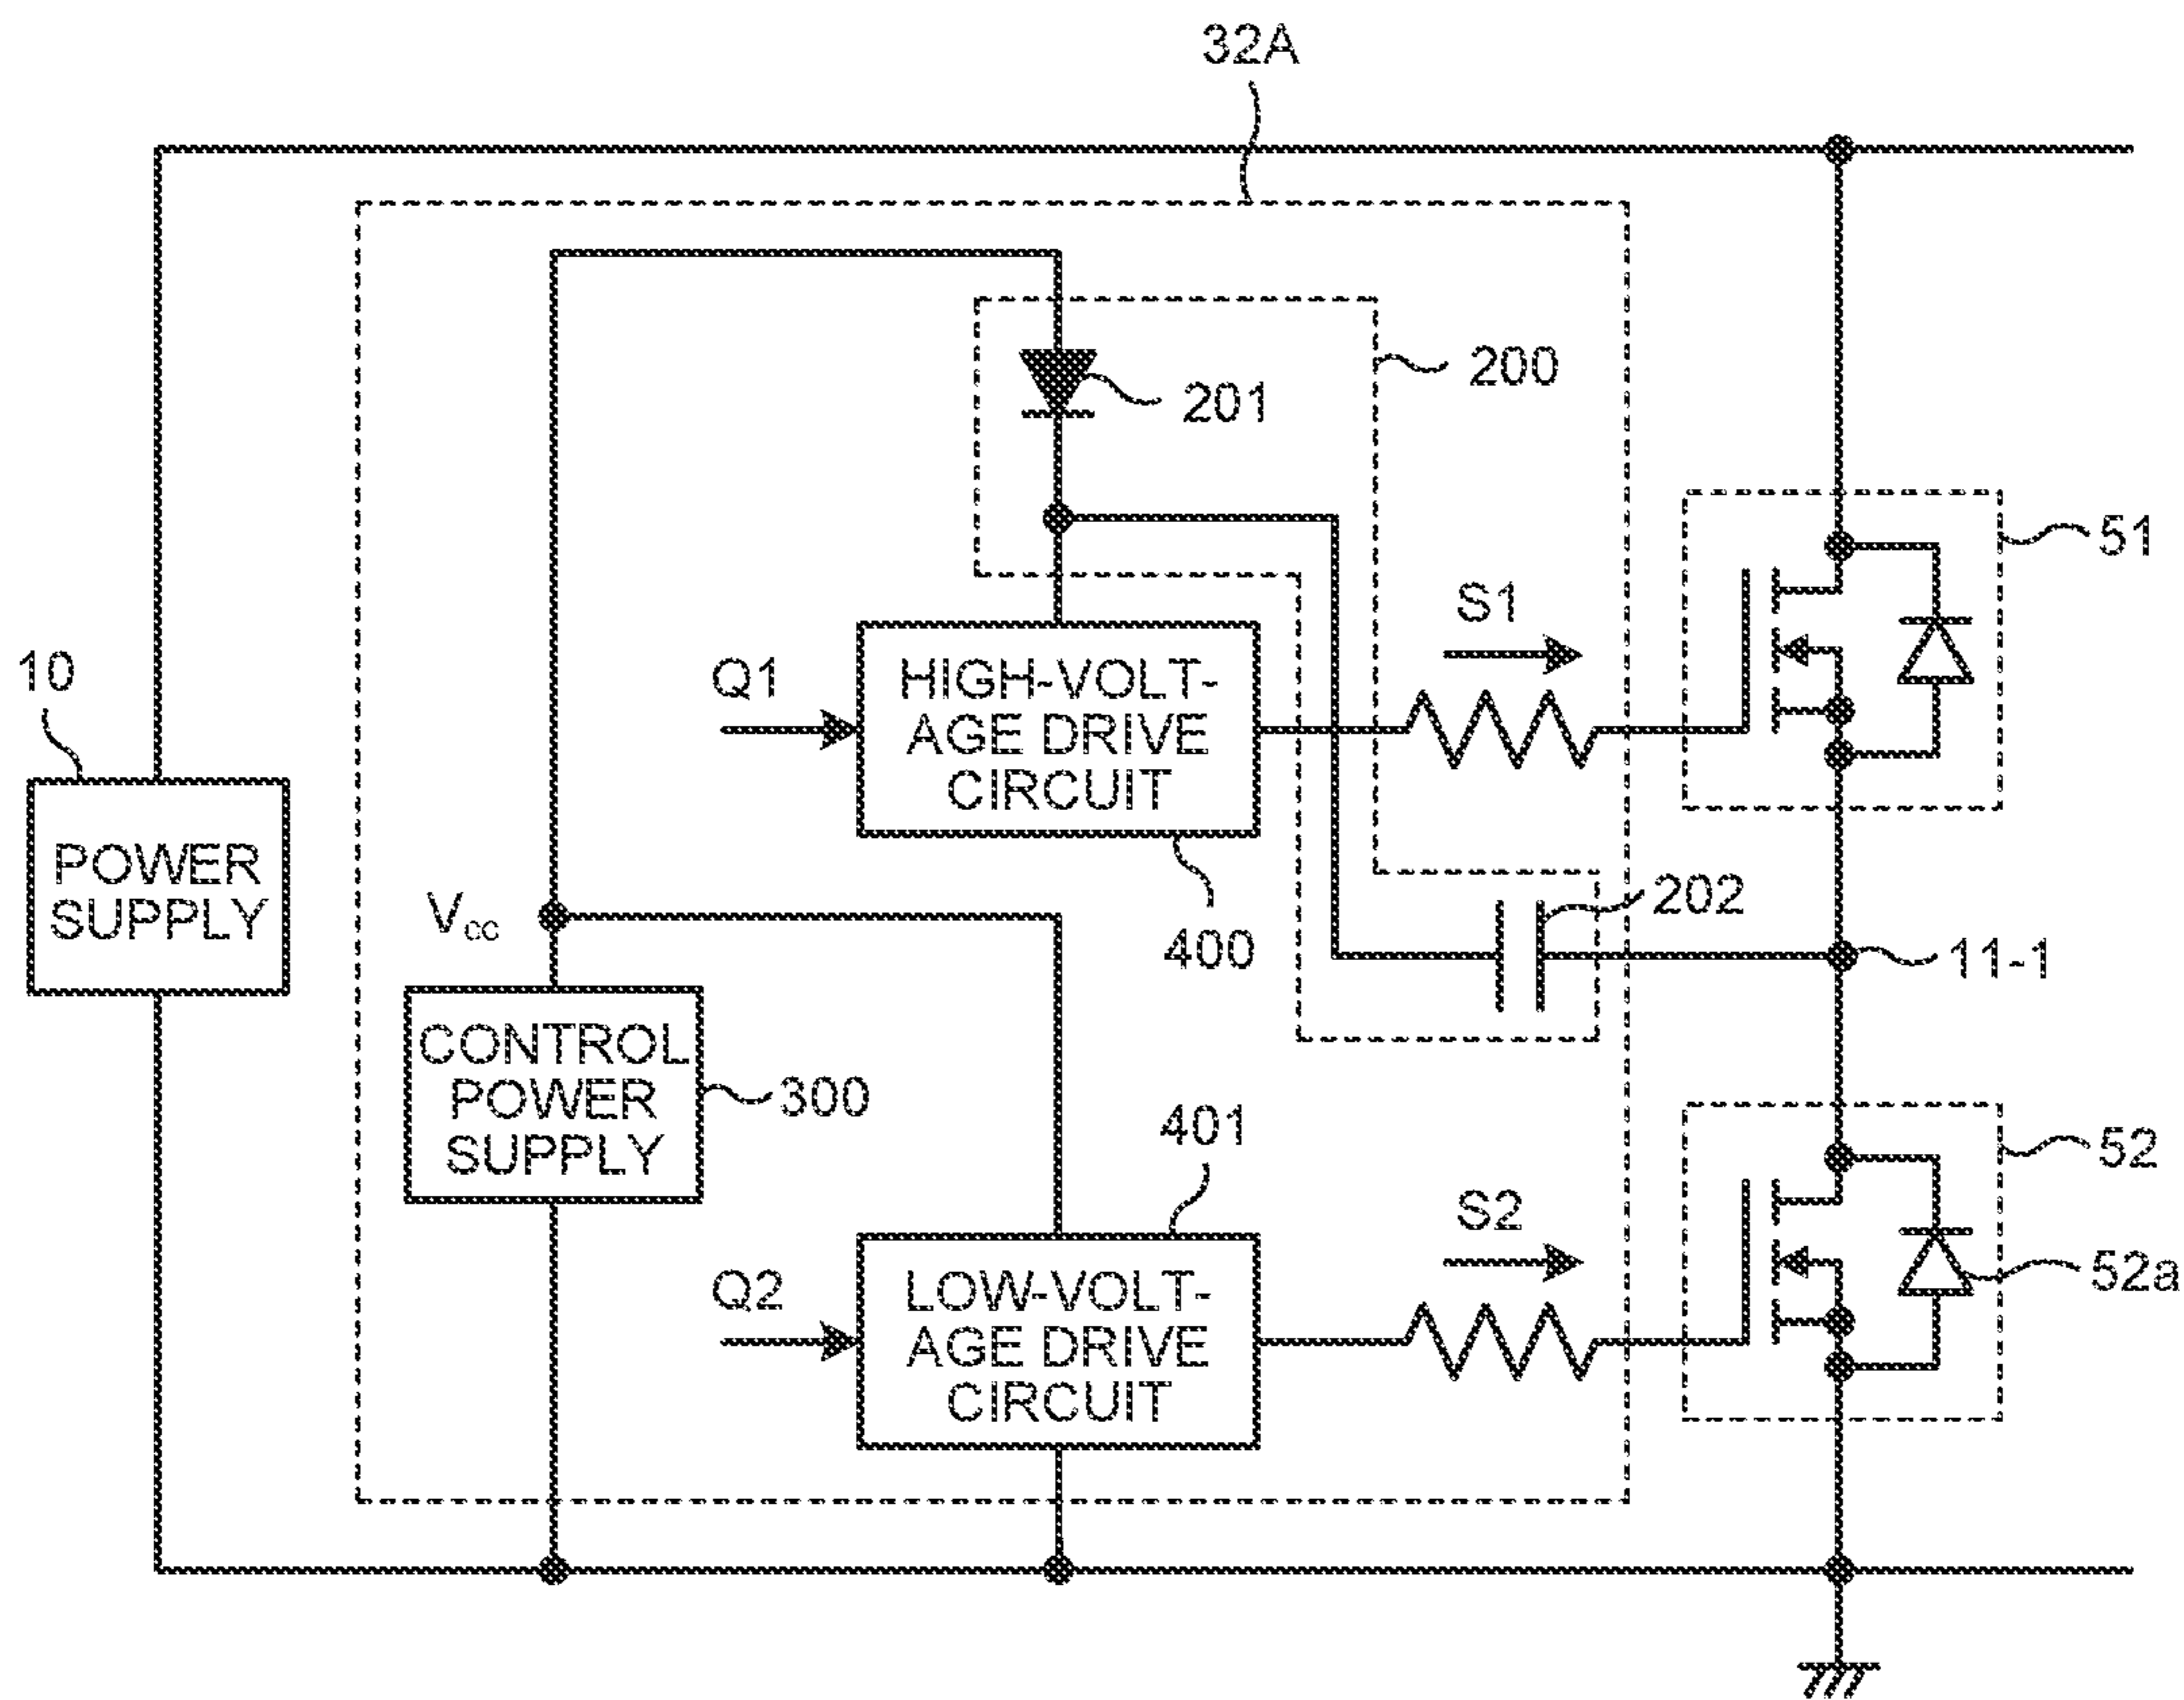 32A
200
201
51
S1
10
Q1
HIGH-VOLT-
AGE DRIVE
CIRCUIT
POWER
SUPPLY
Vcc
400
202
11-1
CONTROL
POWER
SUPPLY
300
401
52
S2
Q2
LOW-VOLT-
AGE DRIVE
CIRCUIT
52a